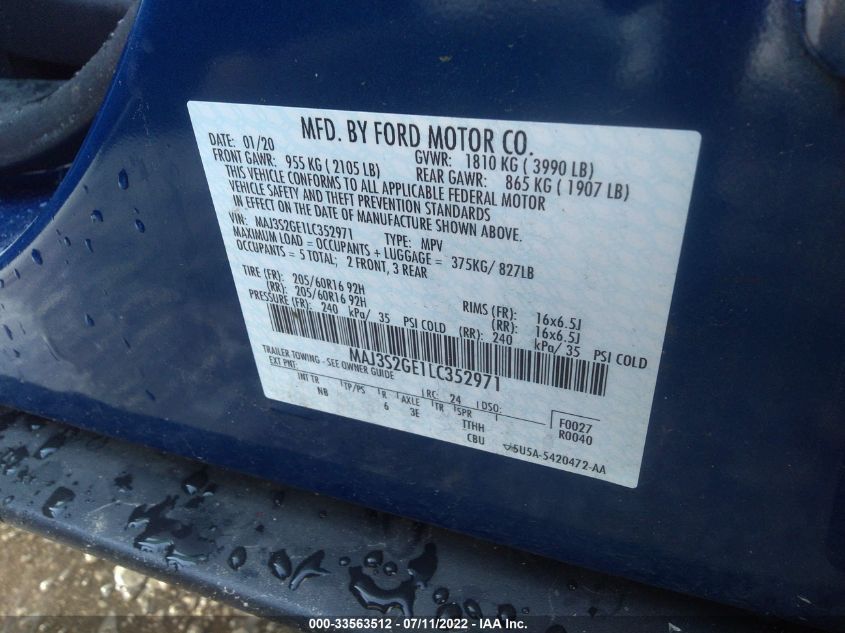 MFD. BY FORD MOTOR CO.
DATE: 01/20 GVWR: 1810 KG ( 3990 LB)
FRONT GAWR: 955 KG ( 2105 LB) REAR GAWR: 865 KG ( 1907 LB)
THIS VEHICLE CONFORMS TO ALL APPLICABLE FEDERAL MOTOR
VEHICLE SAFETY AND THEFT PREVENTION STANDARDS
IN EFFECT ON THE DATE OF MANUFACTURE SHOWN ABOVE.
VIN: MAJ3S2GE1LC352971 TYPE: MPV
MAXIMUM LOAD = OCCUPANTS + LUGGAGE = 375KG/ 827LB
OCCUPANTS = 5 TOTAL; 2 FRONT, 3 REAR
TIRE (FR): 205/60R16 92H RIMS (FR): 16x6.5J
(RR): 205/60R16 92H (RR): 16x6.5J
PRESSURE (FR): 240 kPa/ 35 PSI COLD (RR): 240 kPa/ 35 PSI COLD
MAJ3S2GE1LC352971
TRAILER TOWING - SEE OWNER GUIDE
EXT PNT: RC: 24 DSO:
INT TR TP/PS R AXLE TR SPR F0027
NB 6 3E TTHH R0040
CBU 5U5A-5420472-AA
000-33563512 - 07/11/2022 - IAA Inc.